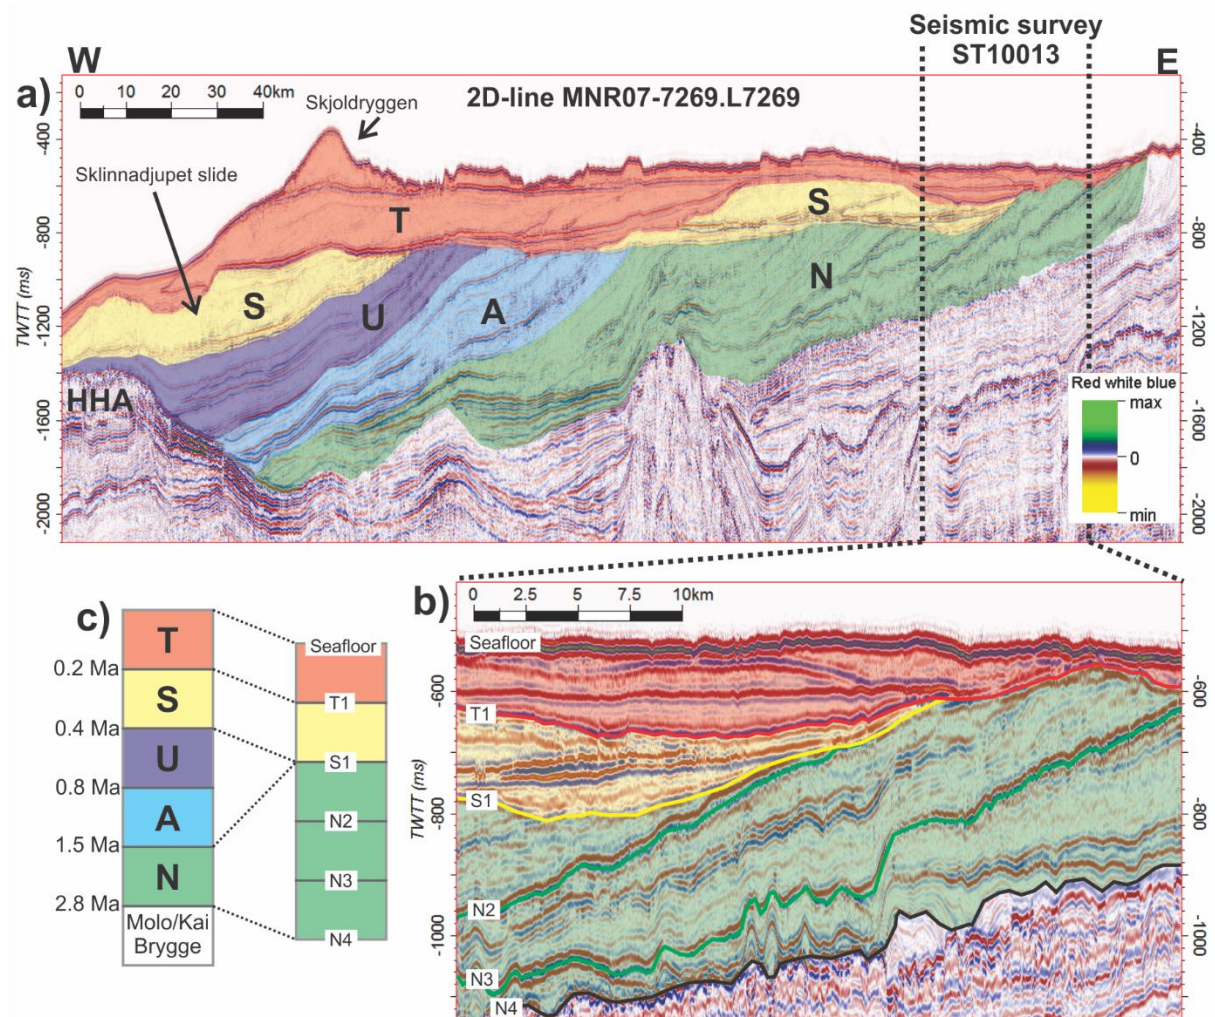 Seismic survey
ST10013
W
E
a)
0 10 20 30 40km
2D-line MNR07-7269.L7269
Skjoldryggen
Sklinnadjupet slide
-400
-800
-1200
-1600
-2000
TWTT (ms)
-400
-800
-1200
-1600
-2000
T
S
S
U
A
N
HHA
Red white blue
max
0
min
c)
T
0.2 Ma
S
0.4 Ma
U
0.8 Ma
A
1.5 Ma
N
2.8 Ma
Molo/Kai
Brygge
Seafloor
T1
S1
N2
N3
N4
b)
0 2.5 5 7.5 10km
Seafloor
-600
T1
S1
-800
TWTT (ms)
N2
-1000
N3
N4
-600
-800
-1000